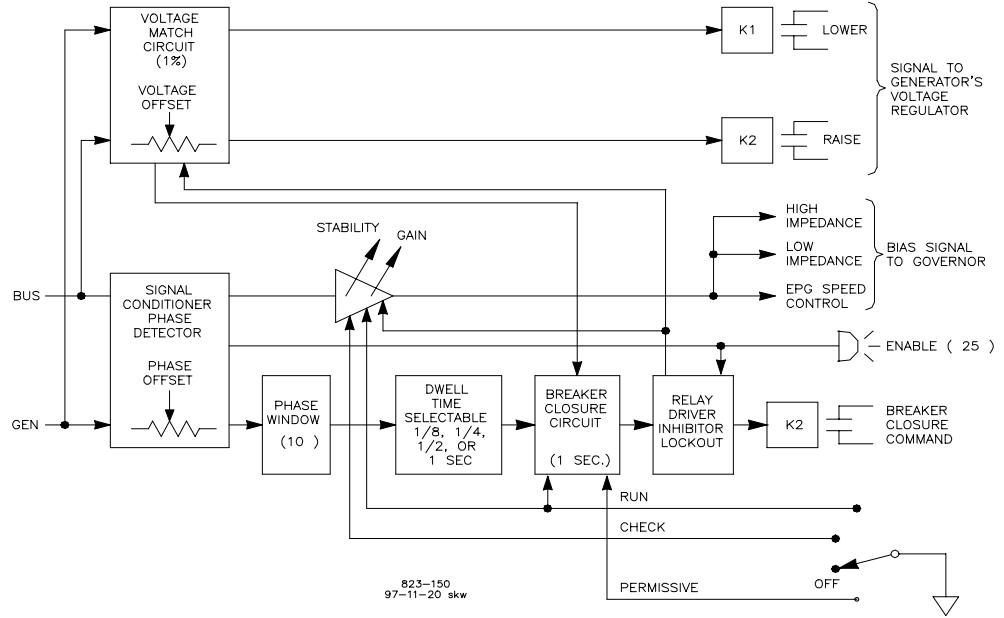 VOLTAGE
MATCH
CIRCUIT
(1%)
VOLTAGE
OFFSET
K1
LOWER
K2
RAISE
SIGNAL TO
GENERATOR'S
VOLTAGE
REGULATOR
STABILITY
GAIN
HIGH
IMPEDANCE
LOW
IMPEDANCE
EPG SPEED
CONTROL
BIAS SIGNAL
TO GOVERNOR
BUS
SIGNAL
CONDITIONER
PHASE
DETECTOR
PHASE
OFFSET
ENABLE ( 25 )
GEN
PHASE
WINDOW
(10 )
DWELL
TIME
SELECTABLE
1/8, 1/4,
1/2, OR
1 SEC
BREAKER
CLOSURE
CIRCUIT
(1 SEC.)
RELAY
DRIVER
INHIBITOR
LOCKOUT
K2
BREAKER
CLOSURE
COMMAND
RUN
CHECK
OFF
PERMISSIVE
823-150
97-11-20 skw